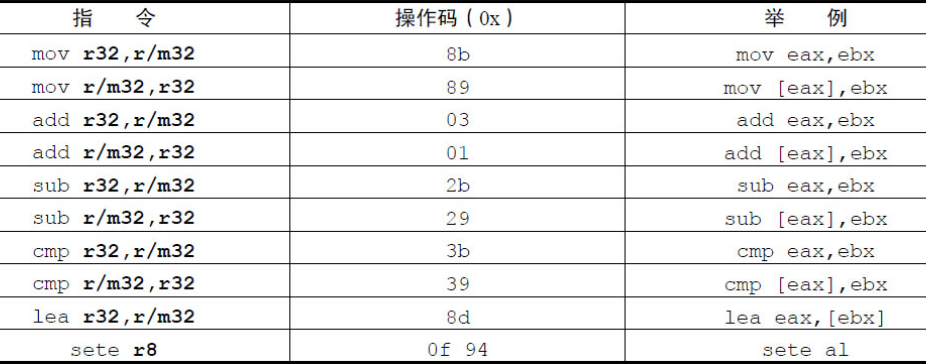 指 令 操作码(0x) 举 例
mov r32,r/m32 8b mov eax,ebx
mov r/m32,r32 89 mov [eax],ebx
add r32,r/m32 03 add eax,ebx
add r/m32,r32 01 add [eax],ebx
sub r32,r/m32 2b sub eax,ebx
sub r/m32,r32 29 sub [eax],ebx
cmp r32,r/m32 3b cmp eax,ebx
cmp r/m32,r32 39 cmp [eax],ebx
lea r32,r/m32 8d lea eax,[ebx]
sete r8 0f 94 sete al